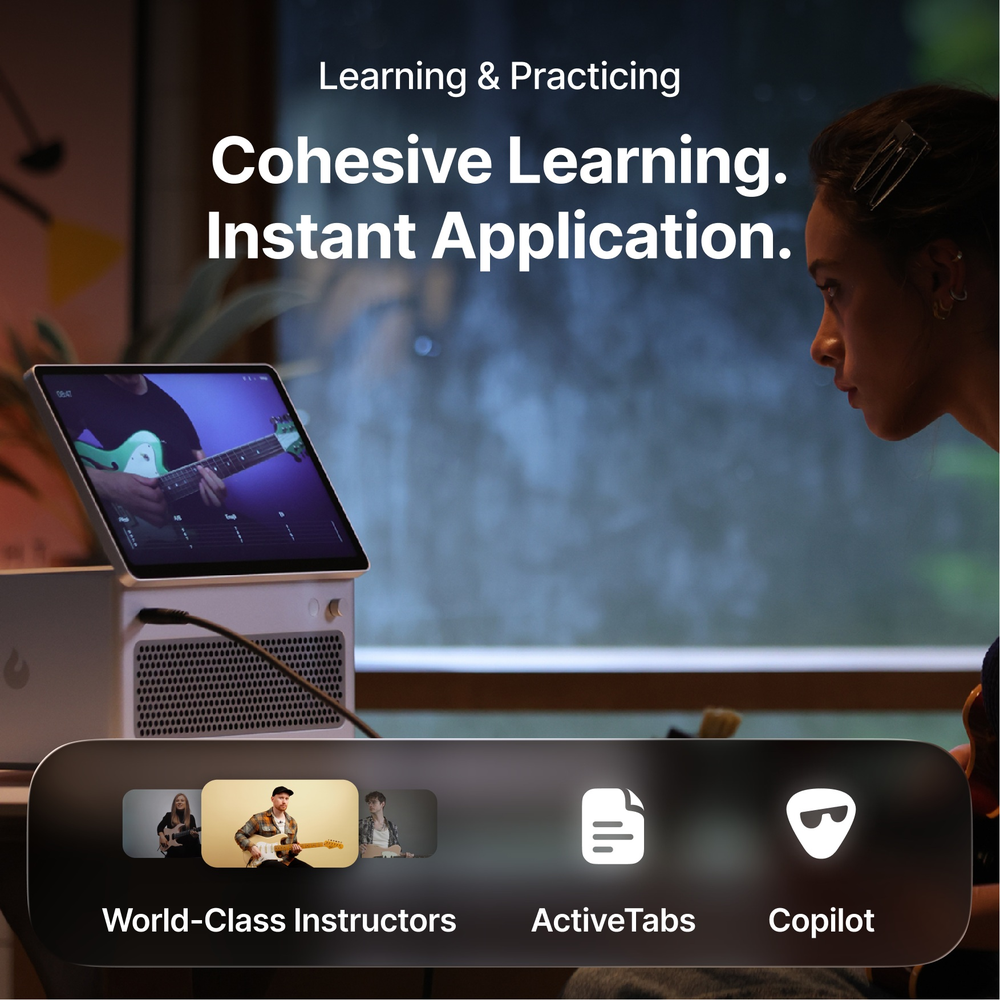 Learning & Practicing
Cohesive Learning.
Instant Application.
World-Class Instructors
ActiveTabs
Copilot